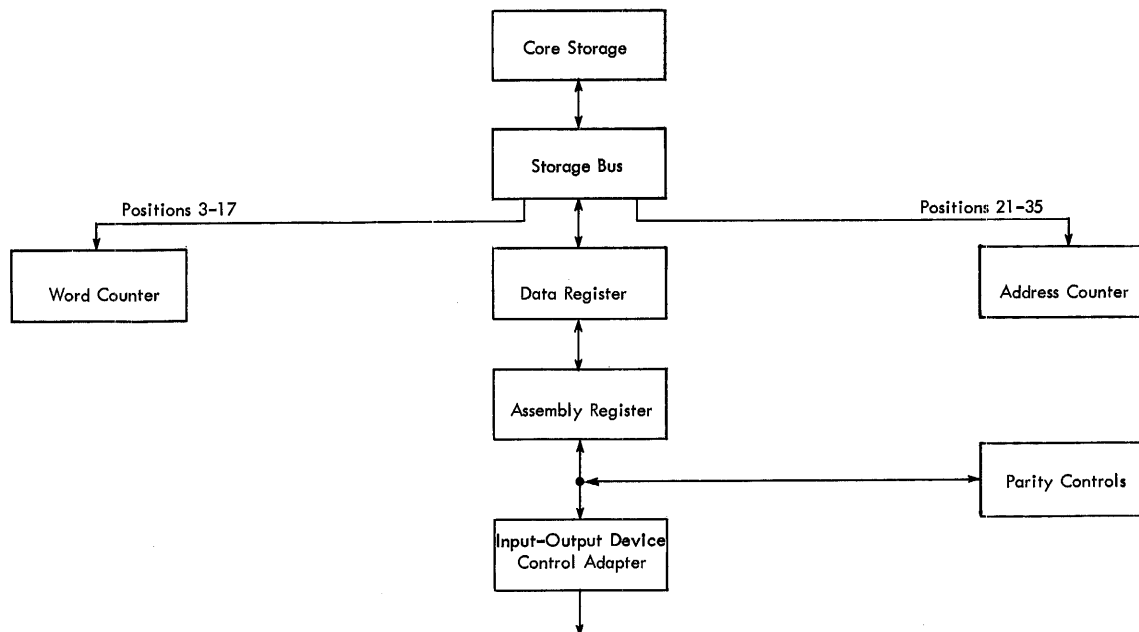 Core Storage
Storage Bus
Positions 3-17
Positions 21-35
Word Counter
Data Register
Address Counter
Assembly Register
Parity Controls
Input-Output Device
Control Adapter